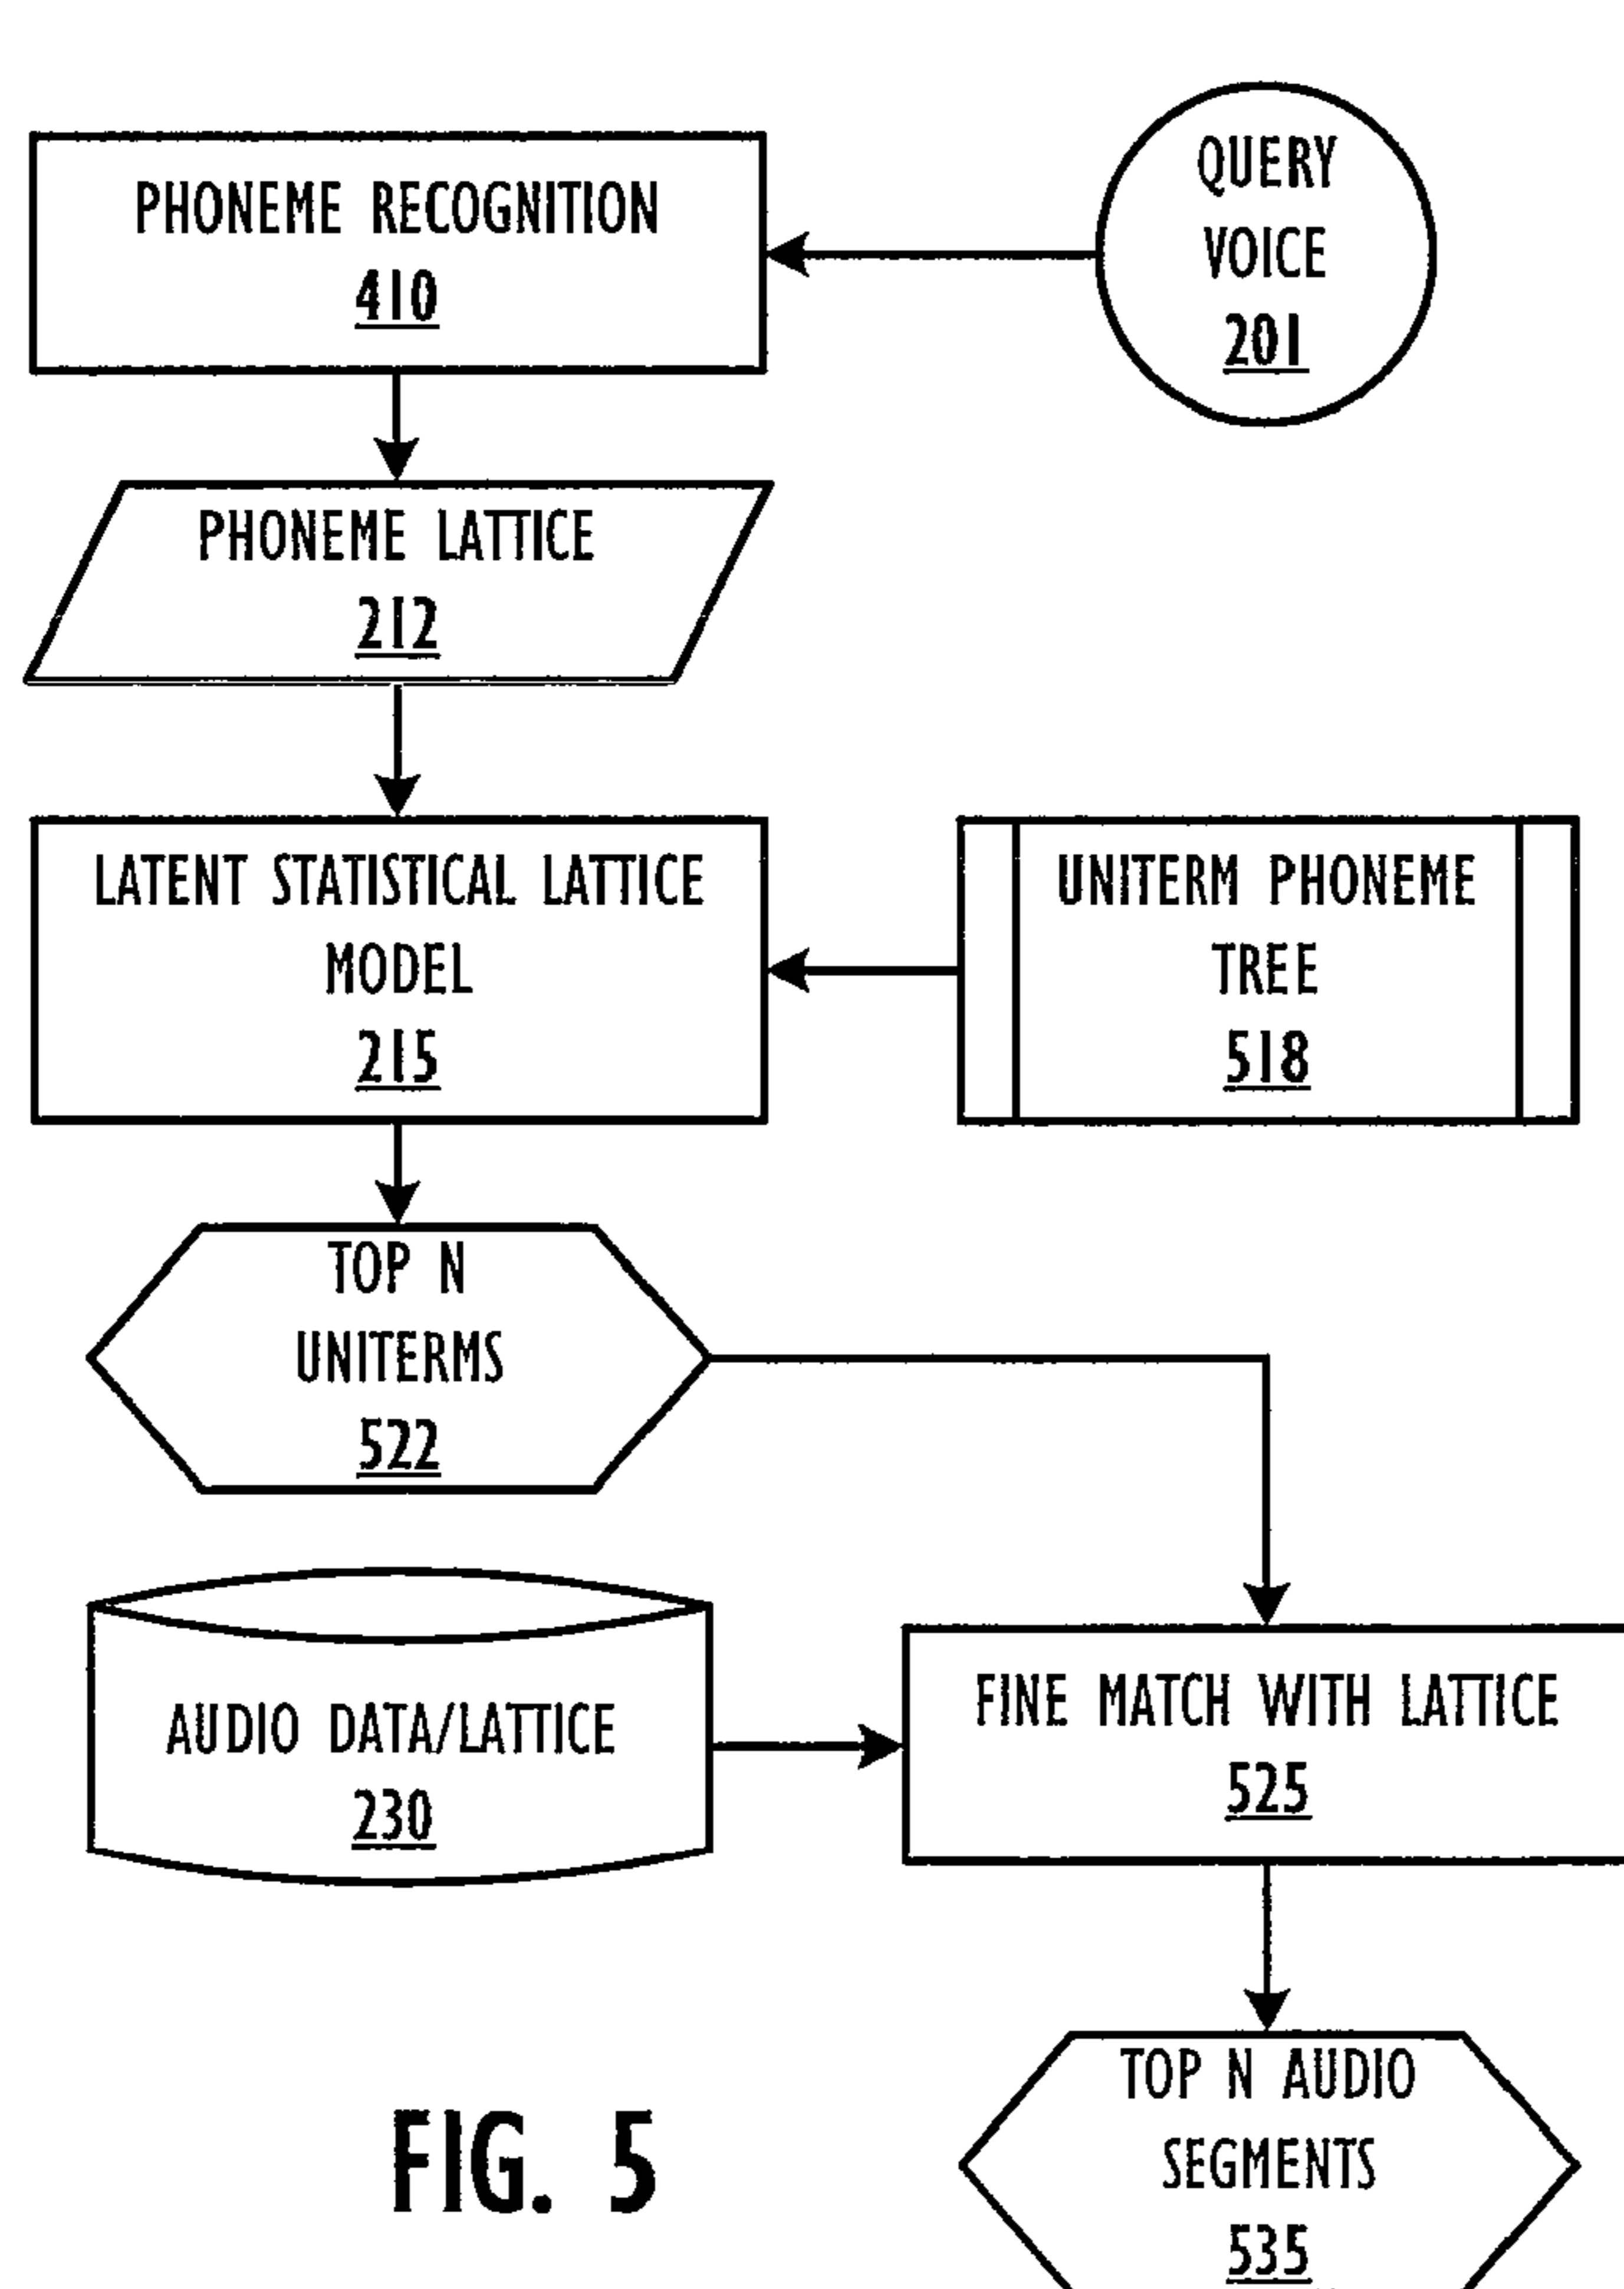 QUERY
VOICE
201
PHONEME RECOGNITION
410
PHONEME LATTICE
212
LATENT STATISTICAL LATTICE
MODEL
215
UNITERM PHONEME
TREE
518
TOP N
UNITERMS
522
AUDIO DATA/LATTICE
230
FINE MATCH WITH LATTICE
525
TOP N AUDIO
SEGMENTS
535
FIG. 5